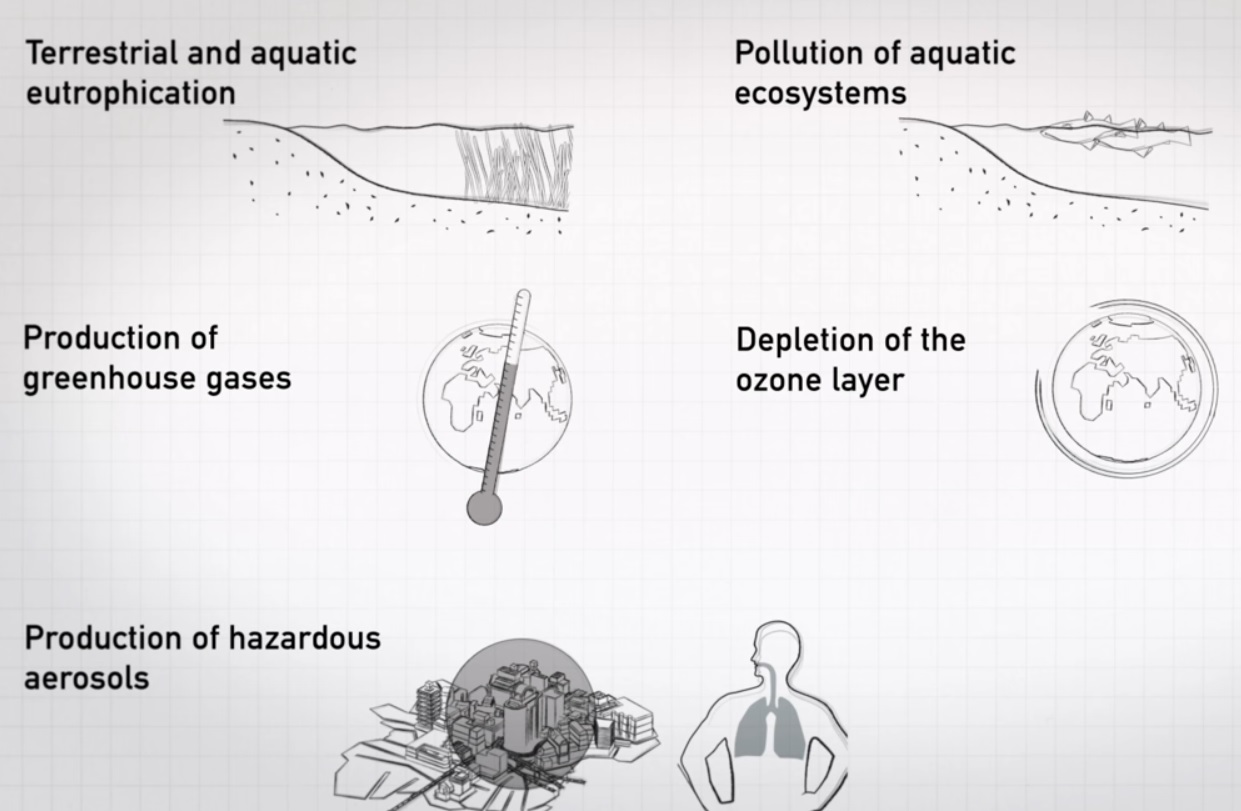 Terrestrial and aquatic
eutrophication
Pollution of aquatic
ecosystems
Production of
greenhouse gases
Depletion of the
ozone layer
Production of hazardous
aerosols